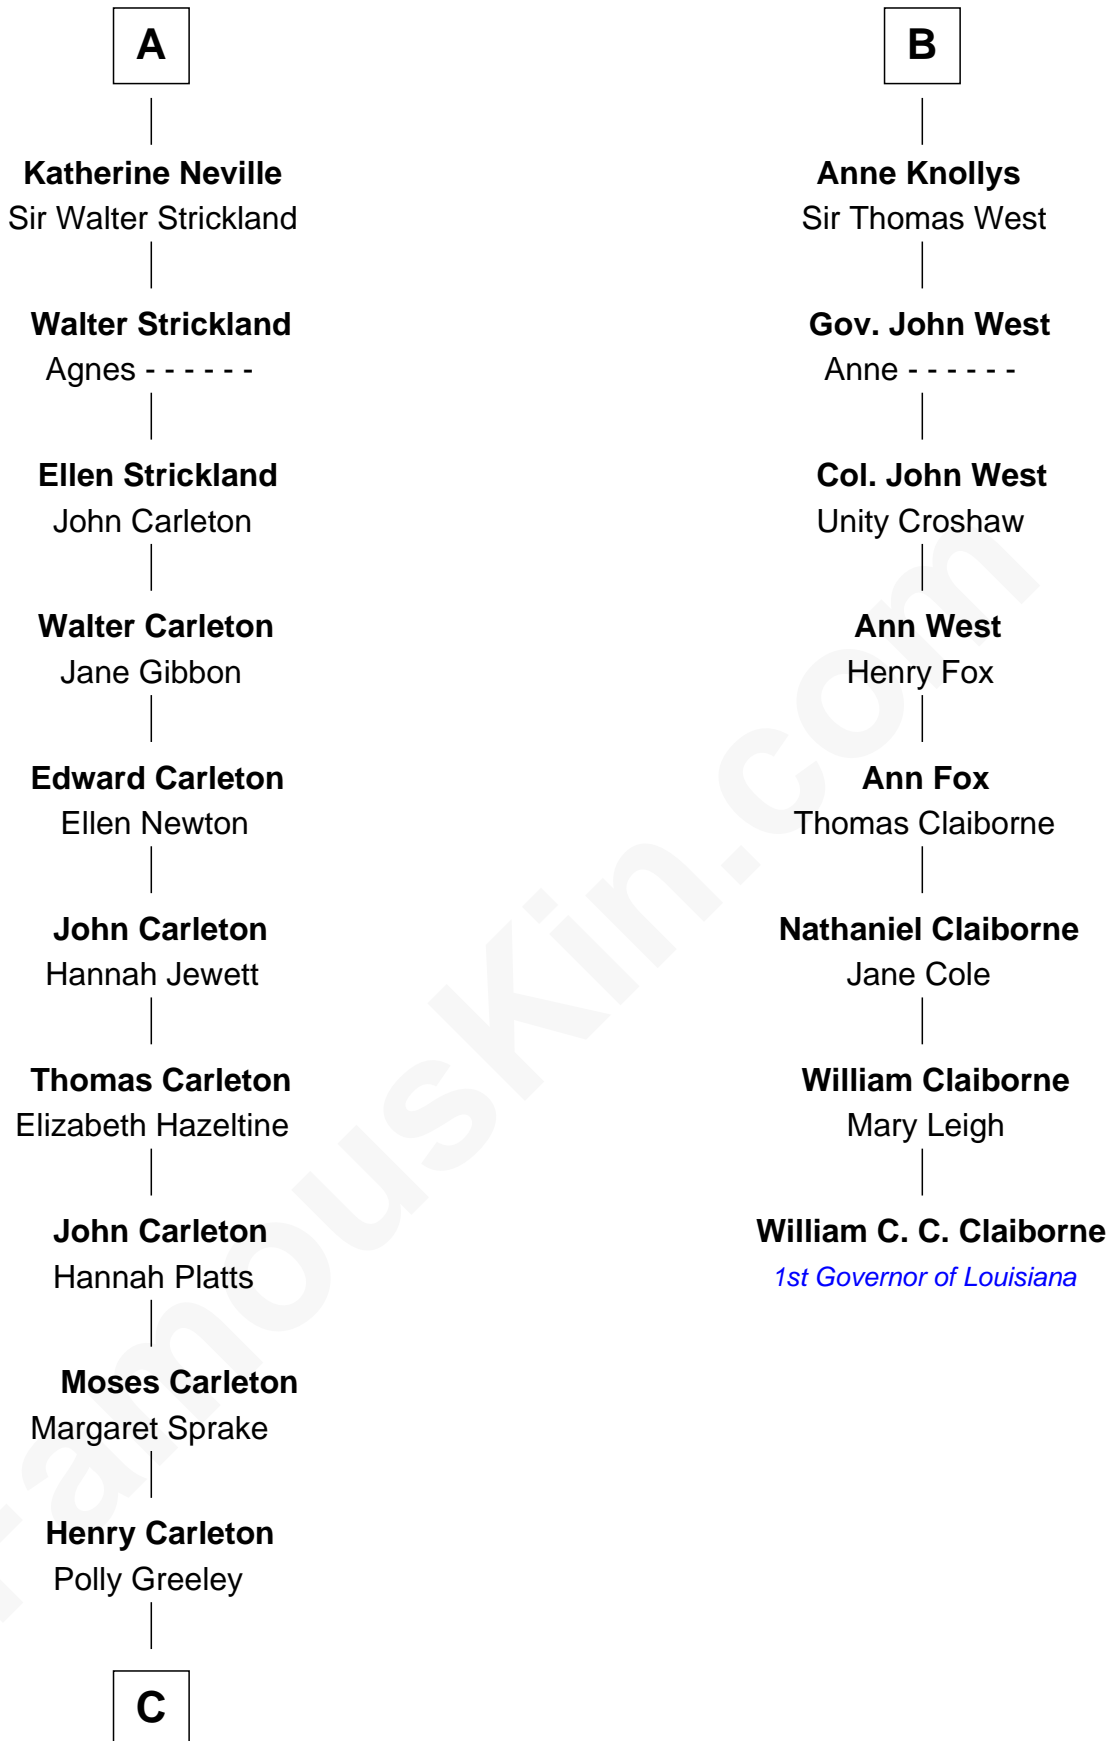 A
Katherine Neville
Sir Walter Strickland
Walter Strickland
Agnes - - - - - -
Ellen Strickland
John Carleton
Walter Carleton
Jane Gibbon
Edward Carleton
Ellen Newton
John Carleton
Hannah Jewett
Thomas Carleton
Elizabeth Hazeltine
John Carleton
Hannah Platts
Moses Carleton
Margaret Sprake
Henry Carleton
Polly Greeley
C
B
Anne Knollys
Sir Thomas West
Gov. John West
Anne - - - - - -
Col. John West
Unity Croshaw
Ann West
Henry Fox
Ann Fox
Thomas Claiborne
Nathaniel Claiborne
Jane Cole
William Claiborne
Mary Leigh
William C. C. Claiborne
1st Governor of Louisiana
FamousKin.com